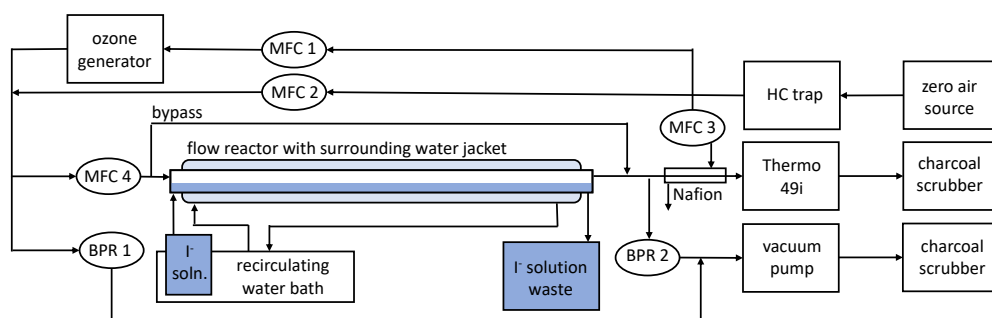 ozone
generator
MFC 1
MFC 2
HC trap
zero air
source
bypass
MFC 3
flow reactor with surrounding water jacket
MFC 4
Nafion
Thermo
49i
charcoal
scrubber
BPR 1
I⁻
soln.
recirculating
water bath
I⁻ solution
waste
BPR 2
vacuum
pump
charcoal
scrubber